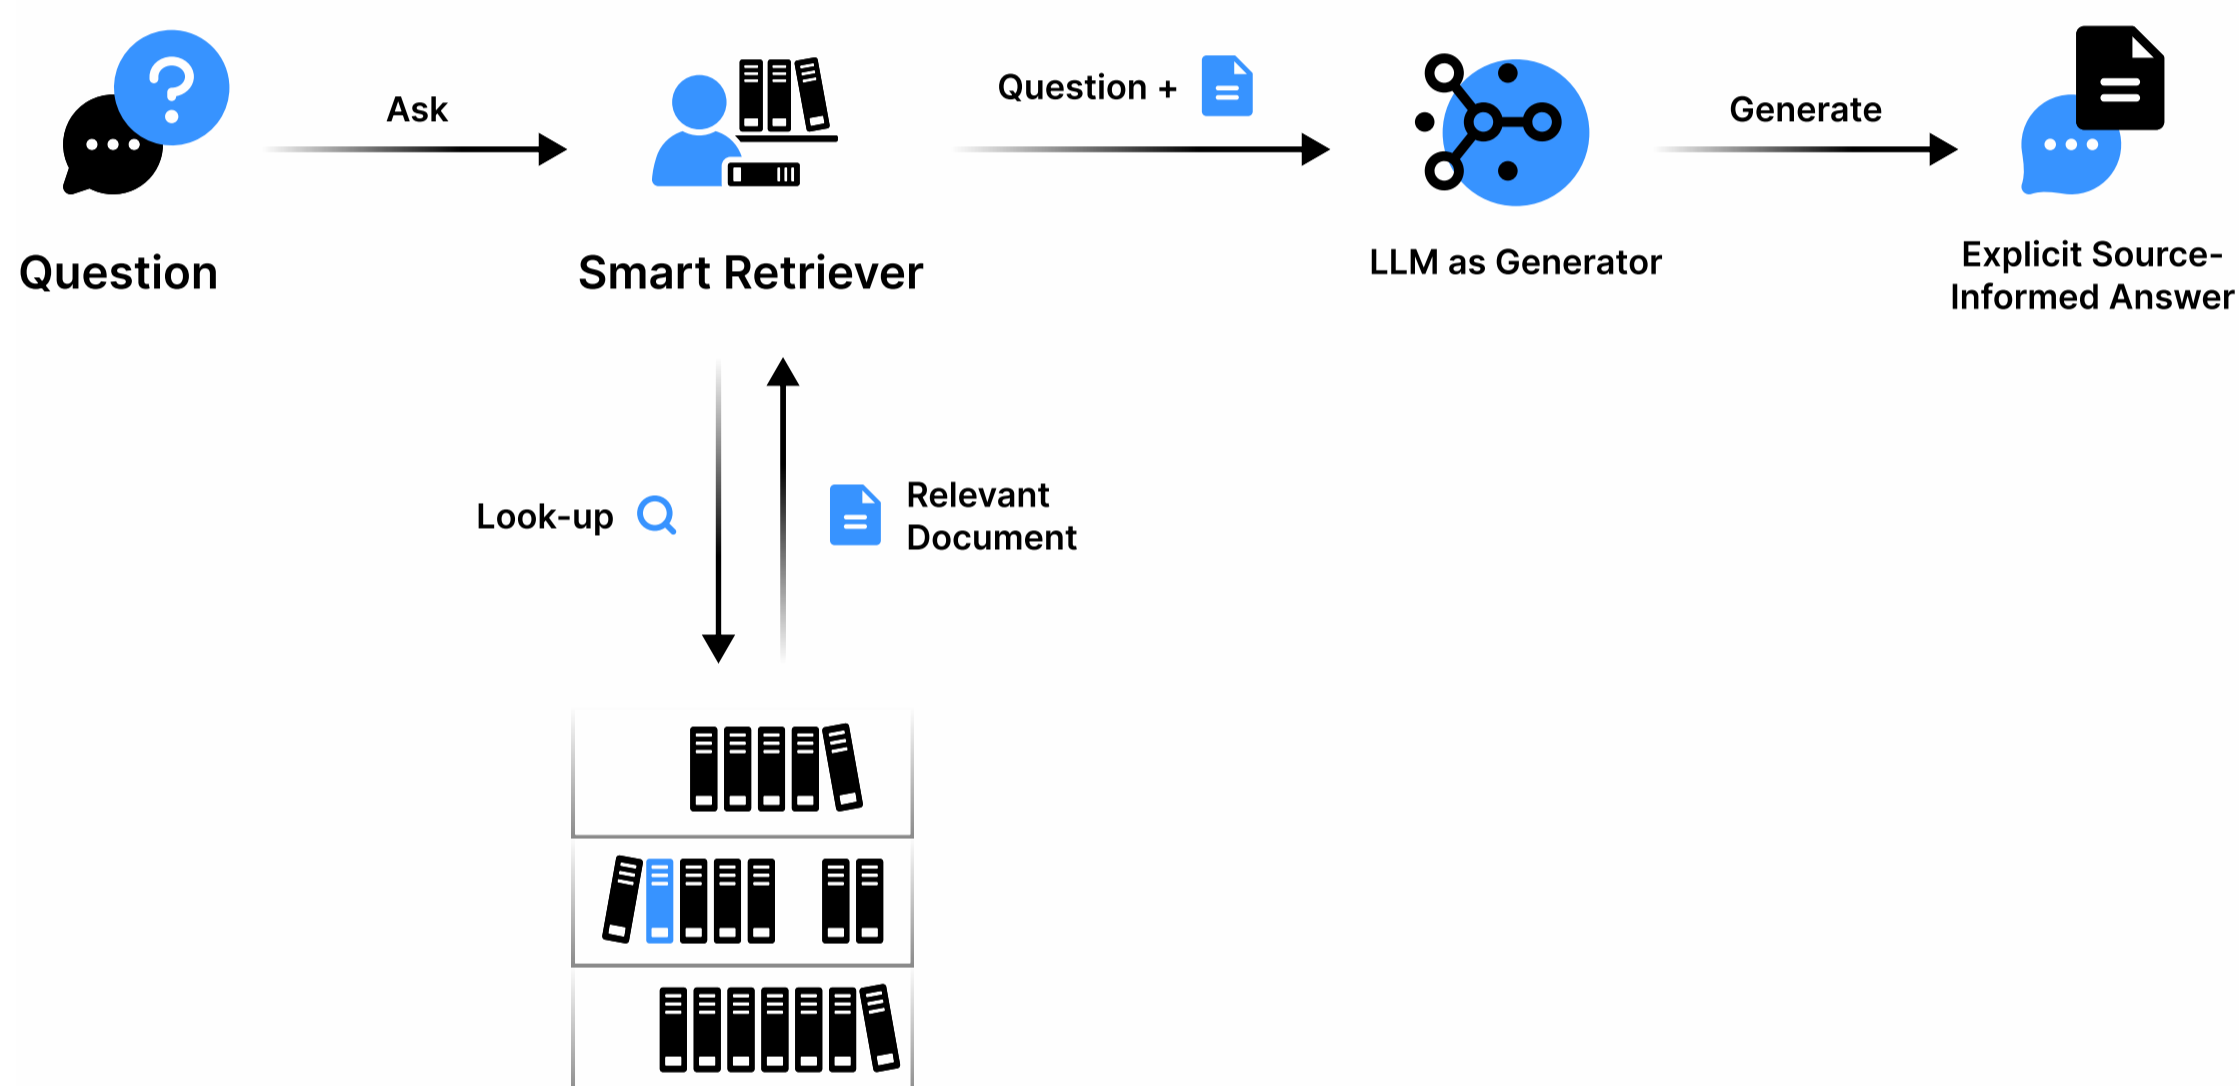 Ask
Question +
Generate
Question
Smart Retriever
LLM as Generator
Explicit Source-
Informed Answer
Look-up
Relevant
Document